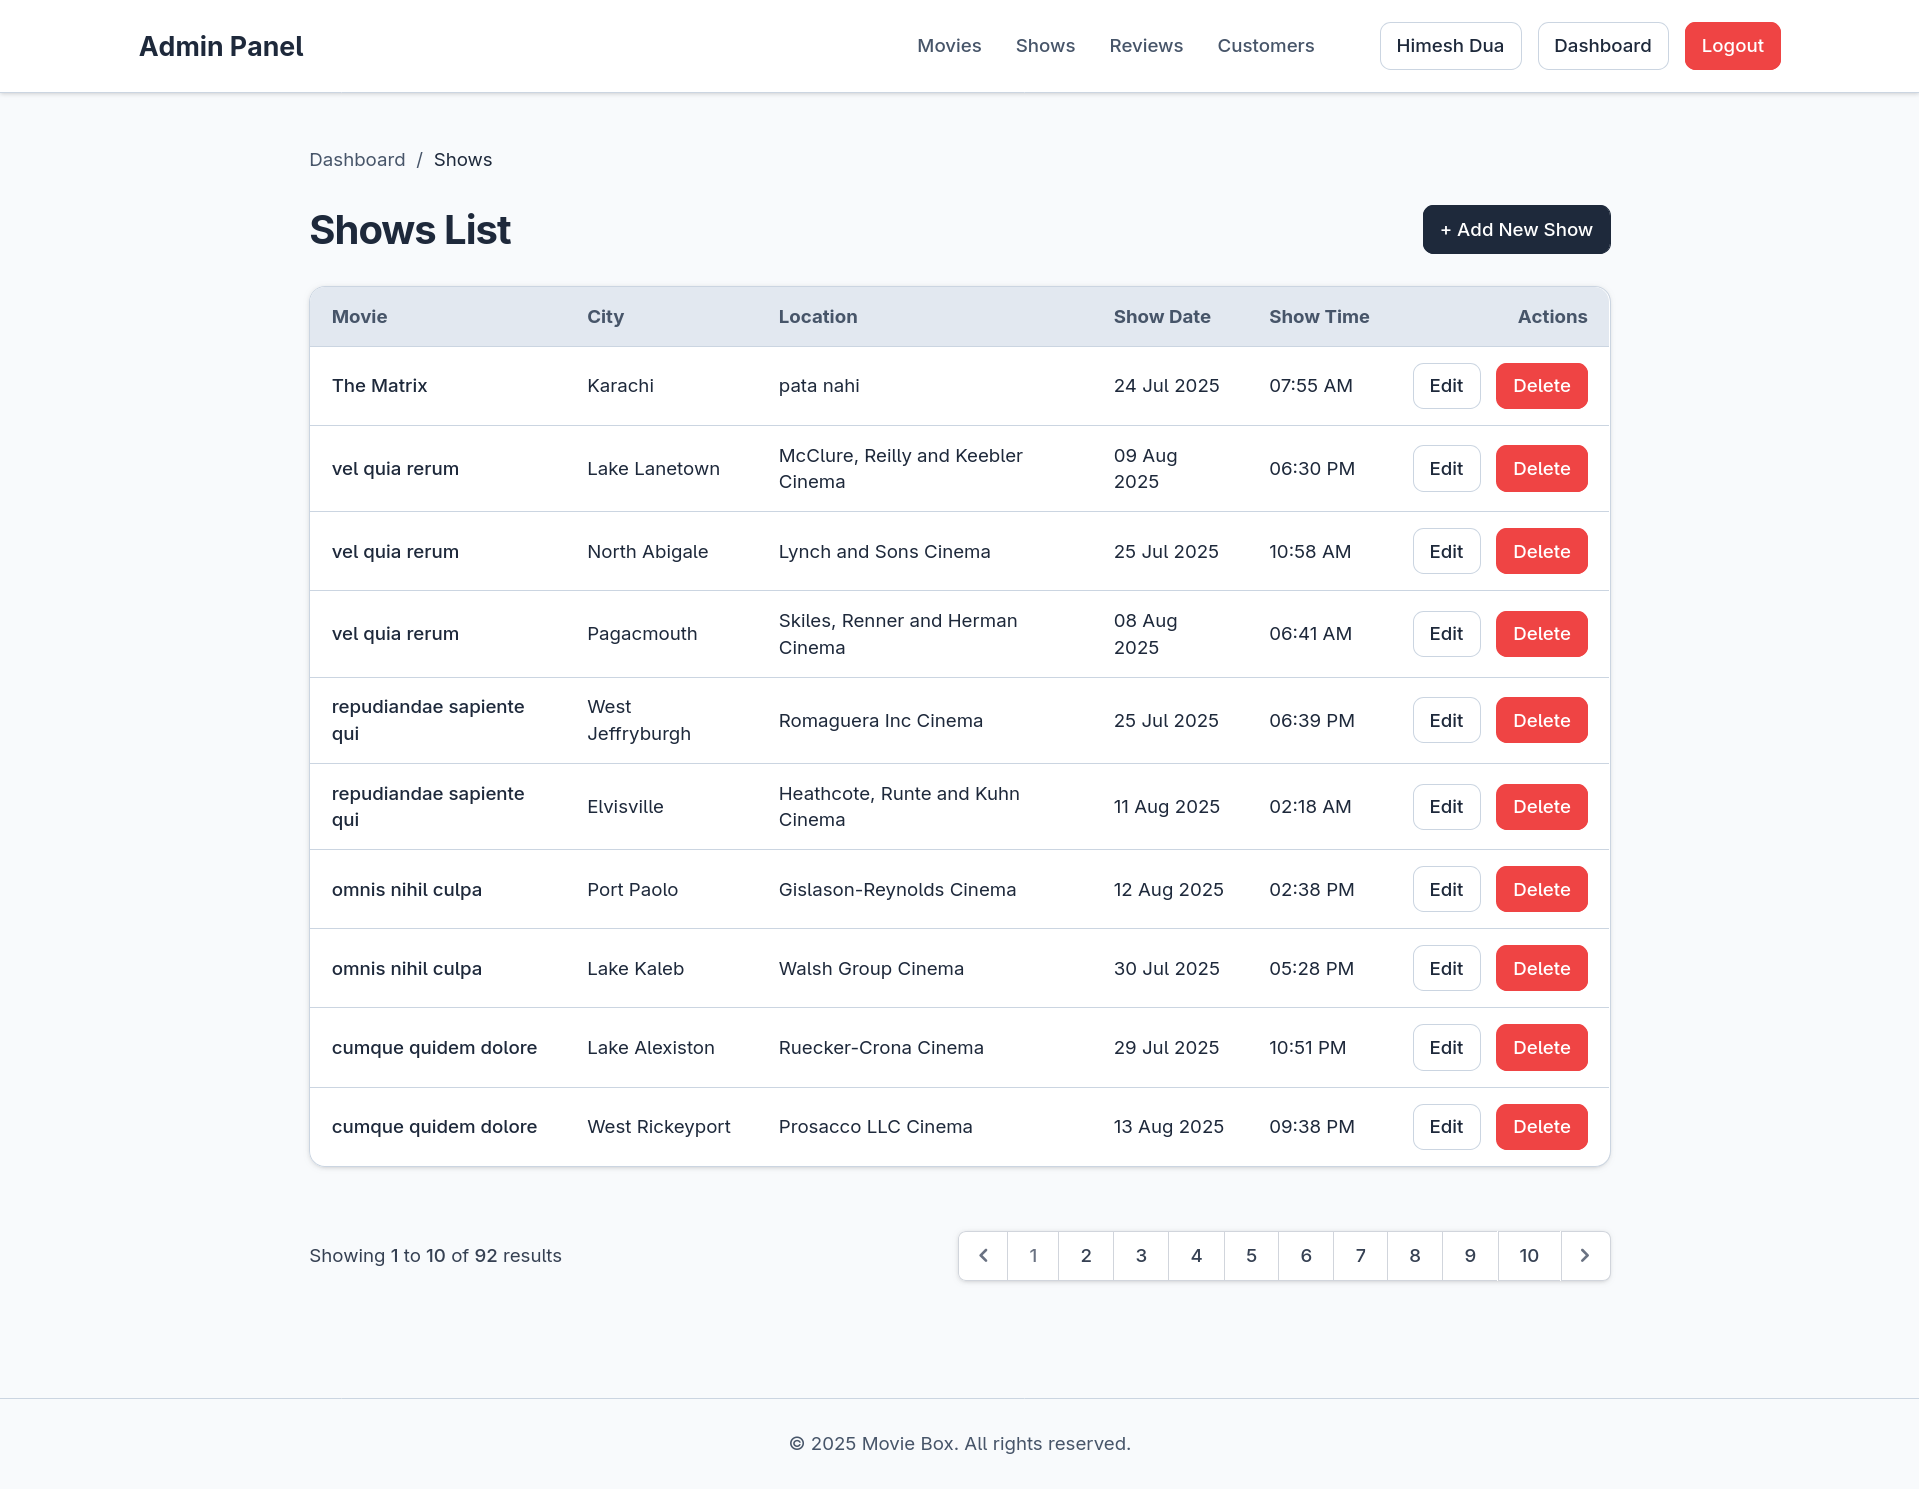 Admin Panel
Movies Shows Reviews Customers Himesh Dua Dashboard Logout
Dashboard / Shows
Shows List
+ Add New Show
Movie City Location Show Date Show Time Actions
The Matrix Karachi pata nahi 24 Jul 2025 07:55 AM Edit Delete
vel quia rerum Lake Lanetown McClure, Reilly and Keebler
Cinema 09 Aug
2025 06:30 PM Edit Delete
vel quia rerum North Abigale Lynch and Sons Cinema 25 Jul 2025 10:58 AM Edit Delete
vel quia rerum Pagacmouth Skiles, Renner and Herman
Cinema 08 Aug
2025 06:41 AM Edit Delete
repudiandae sapiente
qui West
Jeffryburgh Romaguera Inc Cinema 25 Jul 2025 06:39 PM Edit Delete
repudiandae sapiente
qui Elvisville Heathcote, Runte and Kuhn
Cinema 11 Aug 2025 02:18 AM Edit Delete
omnis nihil culpa Port Paolo Gislason-Reynolds Cinema 12 Aug 2025 02:38 PM Edit Delete
omnis nihil culpa Lake Kaleb Walsh Group Cinema 30 Jul 2025 05:28 PM Edit Delete
cumque quidem dolore Lake Alexiston Ruecker-Crona Cinema 29 Jul 2025 10:51 PM Edit Delete
cumque quidem dolore West Rickeyport Prosacco LLC Cinema 13 Aug 2025 09:38 PM Edit Delete
Showing 1 to 10 of 92 results
1 2 3 4 5 6 7 8 9 10
© 2025 Movie Box. All rights reserved.